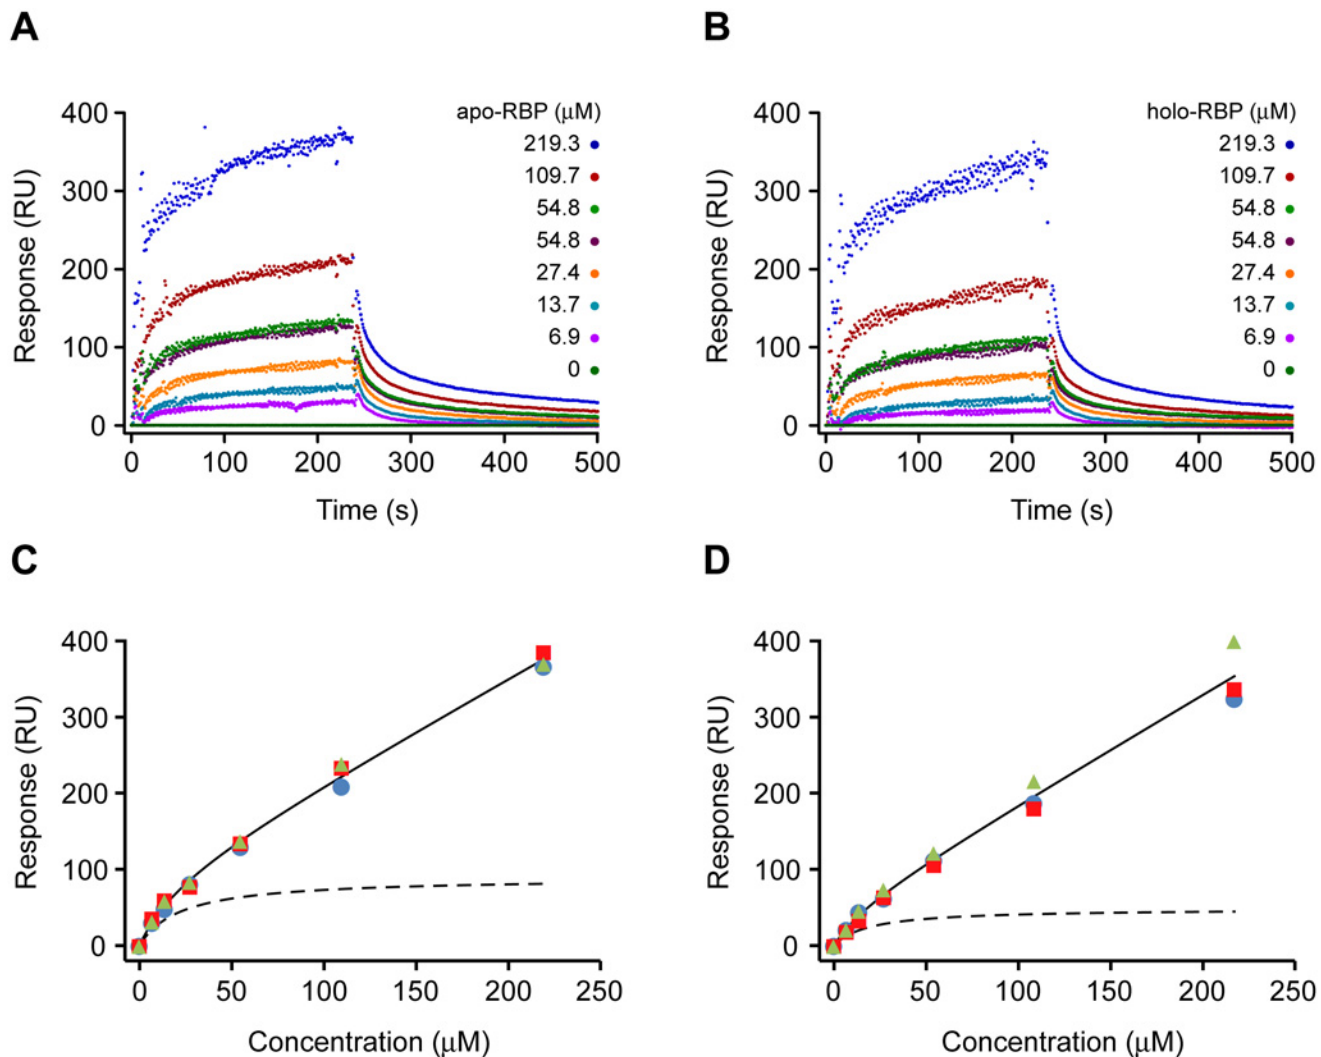 A
apo-RBP (μM)
219.3
109.7
54.8
54.8
27.4
13.7
6.9
0
Response (RU)
400
300
200
100
0
0 100 200 300 400 500
Time (s)
B
holo-RBP (μM)
219.3
109.7
54.8
54.8
27.4
13.7
6.9
0
Response (RU)
400
300
200
100
0
0 100 200 300 400 500
Time (s)
C
Response (RU)
400
300
200
100
0
0 50 100 150 200 250
Concentration (μM)
D
Response (RU)
400
300
200
100
0
0 50 100 150 200 250
Concentration (μM)